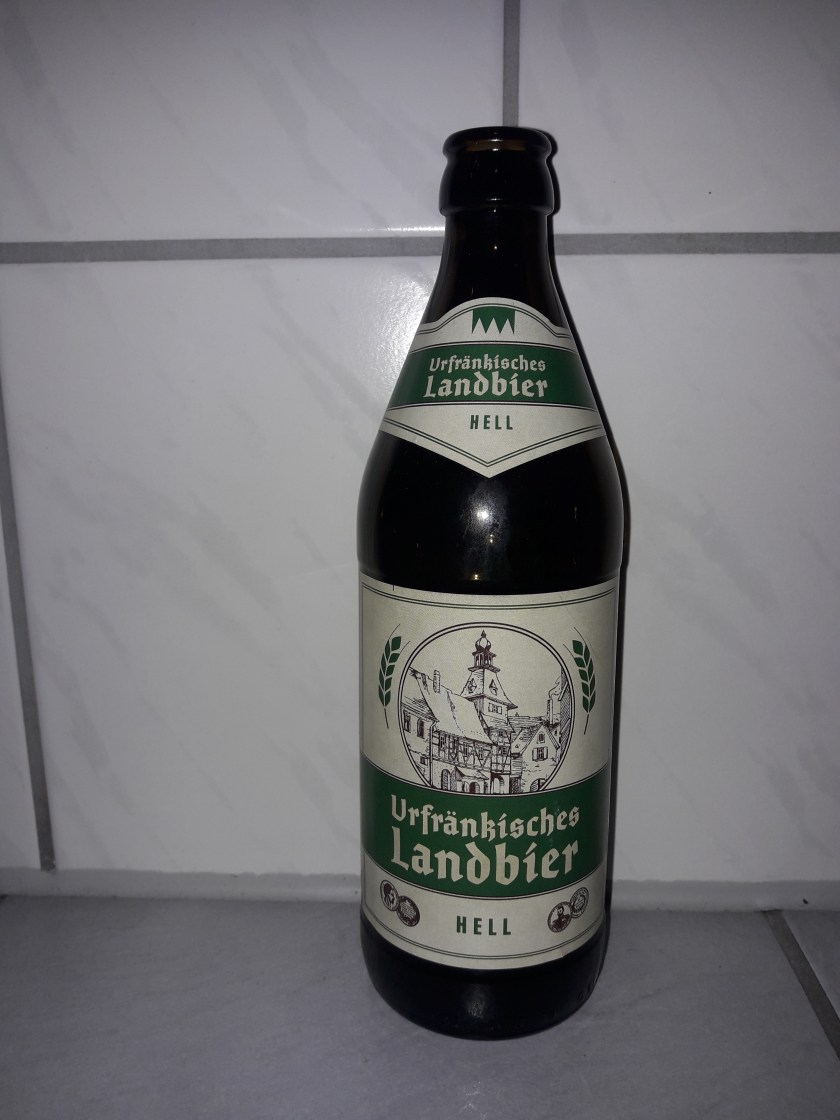 Urfränkisches
Landbier
HELL
Urfränkisches
Landbier
HELL